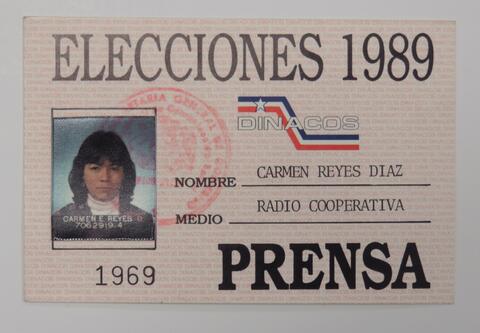 ELECCIONES 1989
DINACOS
NOMBRE CARMEN REYES DIAZ
MEDIO RADIO COOPERATIVA
CARMEN E. REYES D
7062919.4
1969
PRENSA